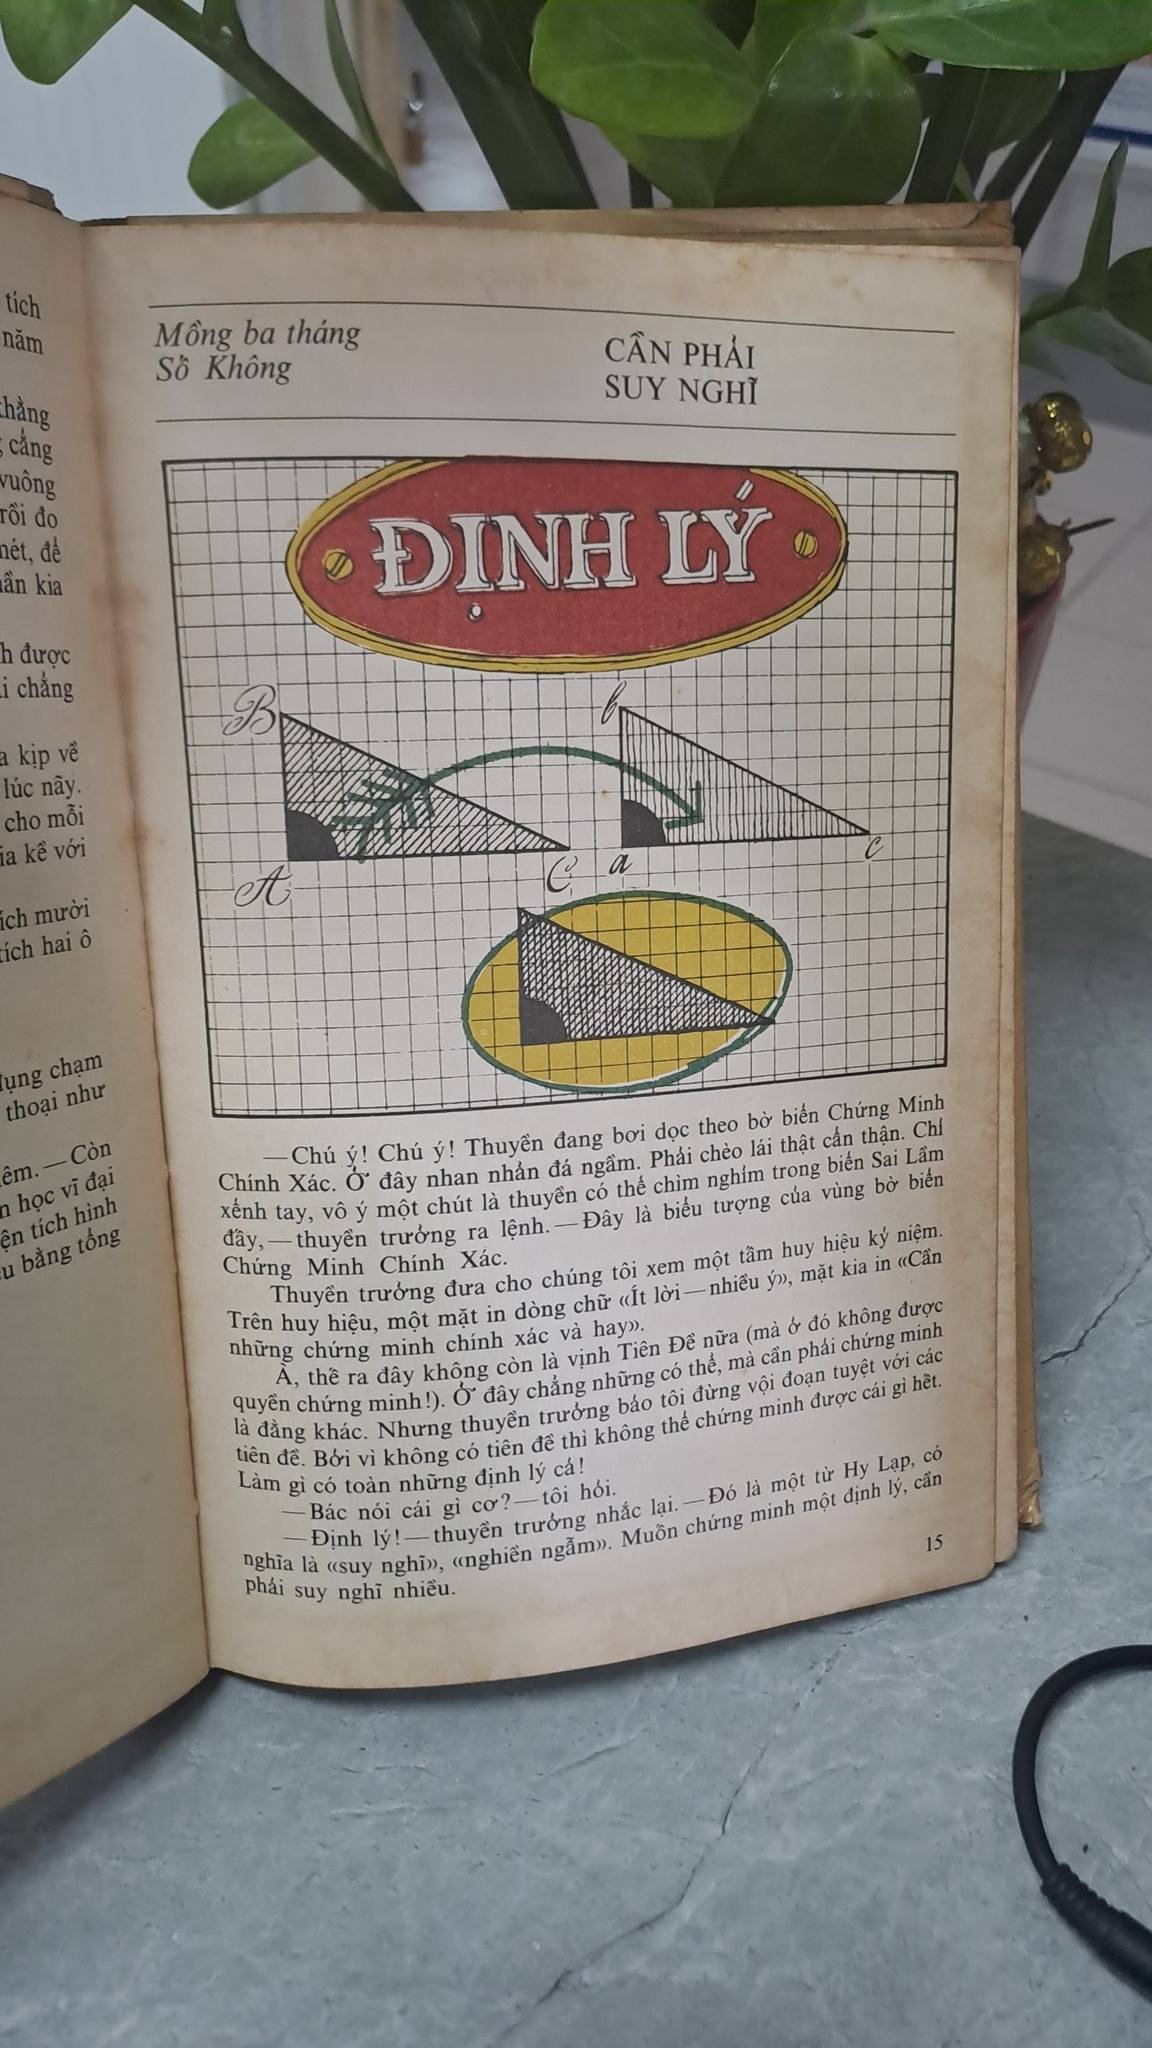 tích
năm
thằng
cẳng
vuông
rồi đo
mét, để
kia
được
chẳng
kịp về
lúc nãy.
cho mỗi
kề với
mười
tích hai ô
đụng chạm
thoại như
Còn
học vĩ đại
diện tích hình
bằng tổng
Mồng ba tháng
Số Không
CẦN PHẢI
SUY NGHĨ
ĐỊNH LÝ
B
b
A
C
a
c
—Chú ý! Chú ý! Thuyền đang bơi dọc theo bờ biển Chứng Minh
Chính Xác. Ở đây nhan nhản đá ngầm. Phải chèo lái thật cẩn thận. Chỉ
xểnh tay, vô ý một chút là thuyền có thể chìm nghỉm trong biển Sai Lầm
đấy,—thuyền trưởng ra lệnh.—Đây là biểu tượng của vùng bờ biển
Chứng Minh Chính Xác.
Thuyền trưởng đưa cho chúng tôi xem một tấm huy hiệu kỷ niệm.
Trên huy hiệu, một mặt in dòng chữ «Ít lời—nhiều ý», mặt kia in «Cần
những chứng minh chính xác và hay».
À, thế ra đây không còn là vịnh Tiên Đề nữa (mà ở đó không được
quyền chứng minh!). Ở đây chẳng những có thể, mà cần phải chứng minh
là đằng khác. Nhưng thuyền trưởng bảo tôi đừng vội đoạn tuyệt với các
tiên đề. Bởi vì không có tiên đề thì không thể chứng minh được cái gì hết.
Làm gì có toàn những định lý cả!
—Bác nói cái gì cơ?—tôi hỏi.
—Định lý!—thuyền trưởng nhắc lại.—Đó là một từ Hy Lạp, có
nghĩa là «suy nghĩ», «nghiền ngẫm». Muốn chứng minh một định lý, cần
phải suy nghĩ nhiều.
15